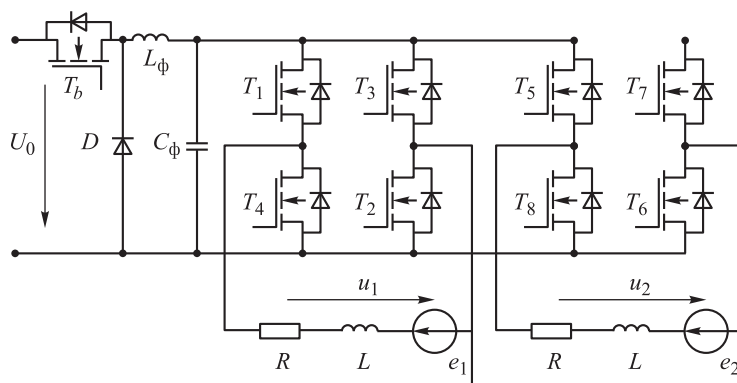 T_b
L_ф
U_0
D
C_ф
T_1
T_3
T_5
T_7
T_4
T_2
T_8
T_6
u_1
u_2
R
L
e_1
R
L
e_2